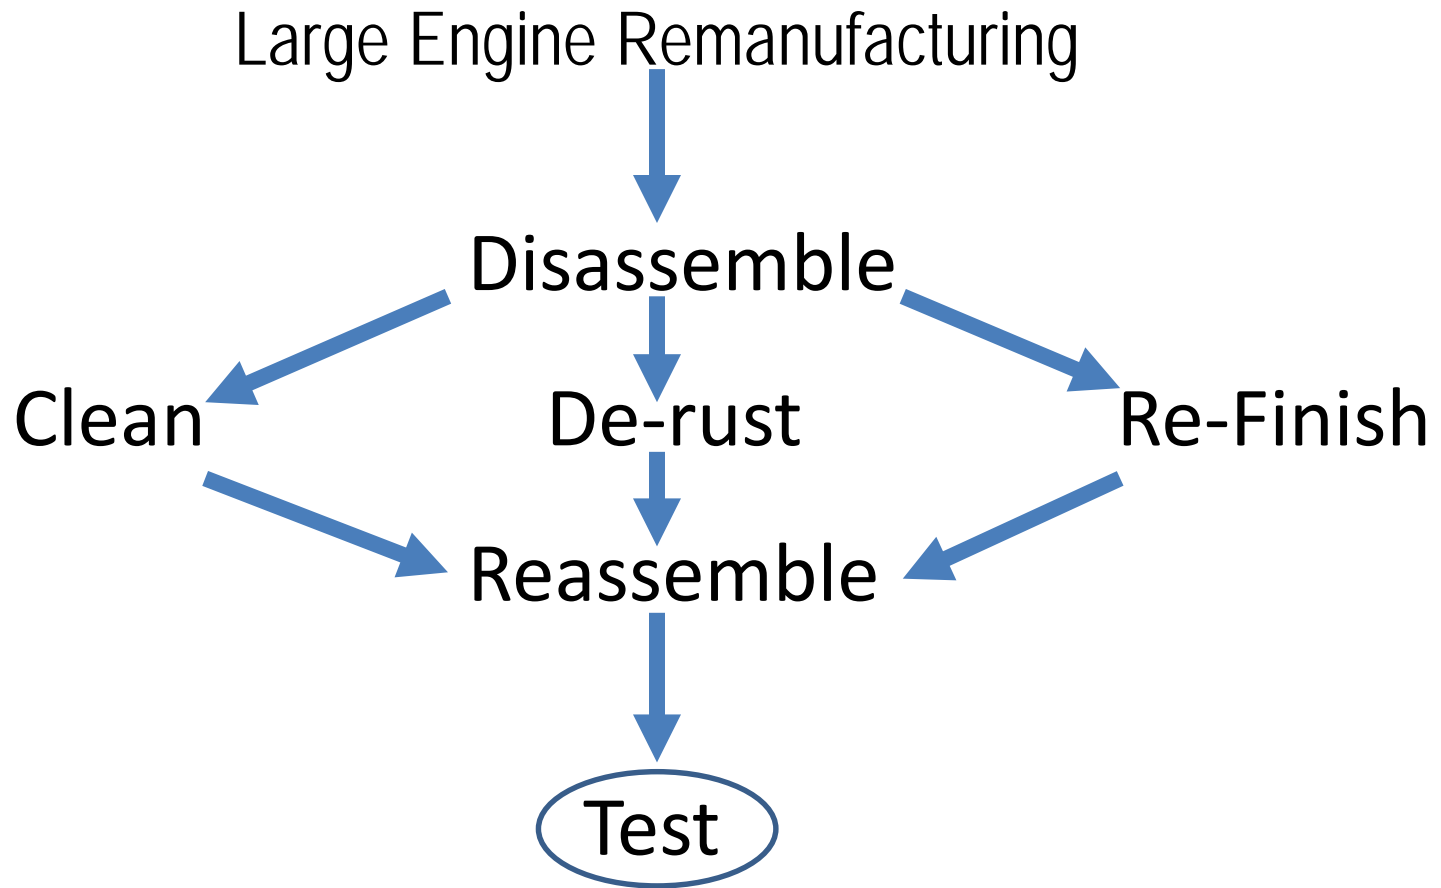 Large Engine Remanufacturing
Disassemble
Clean
De-rust
Re-Finish
Reassemble
Test